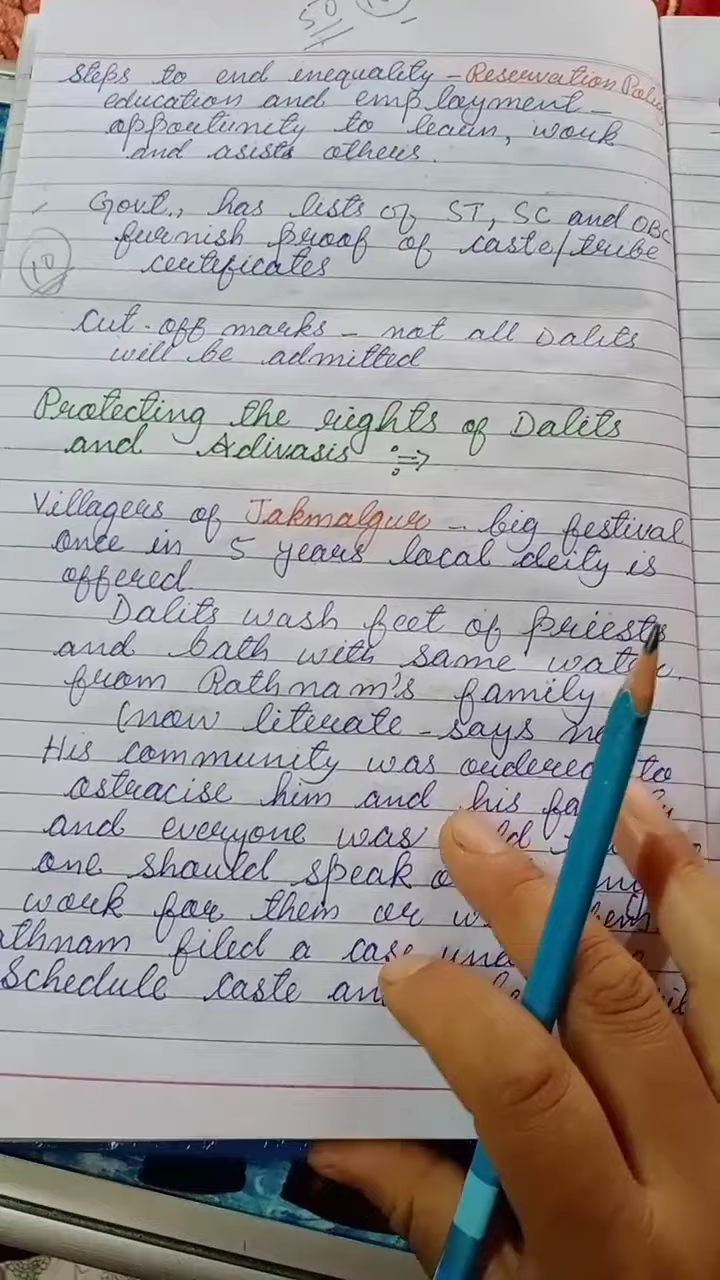 50
Steps to end inequality - Reservation
education and employment -
opportunity to learn, work
and asists others.
Govt., has lists of ST, SC and OBC
furnish proof of caste/tribe
10
certificates
Cut-off marks - not all Dalits
will be admitted
Protecting the rights of Dalits
and Adivasis
Villagers of Jakmalgur - big festival
once in 5 years local deity is
offered
Dalits wash feet of priests
and bath with same water
from Rathnam's family
(now literate - says
His community was ordered to
ostracise him and his
and everyone was
one should speak
work for them or
athnam filed a case
Schedule caste